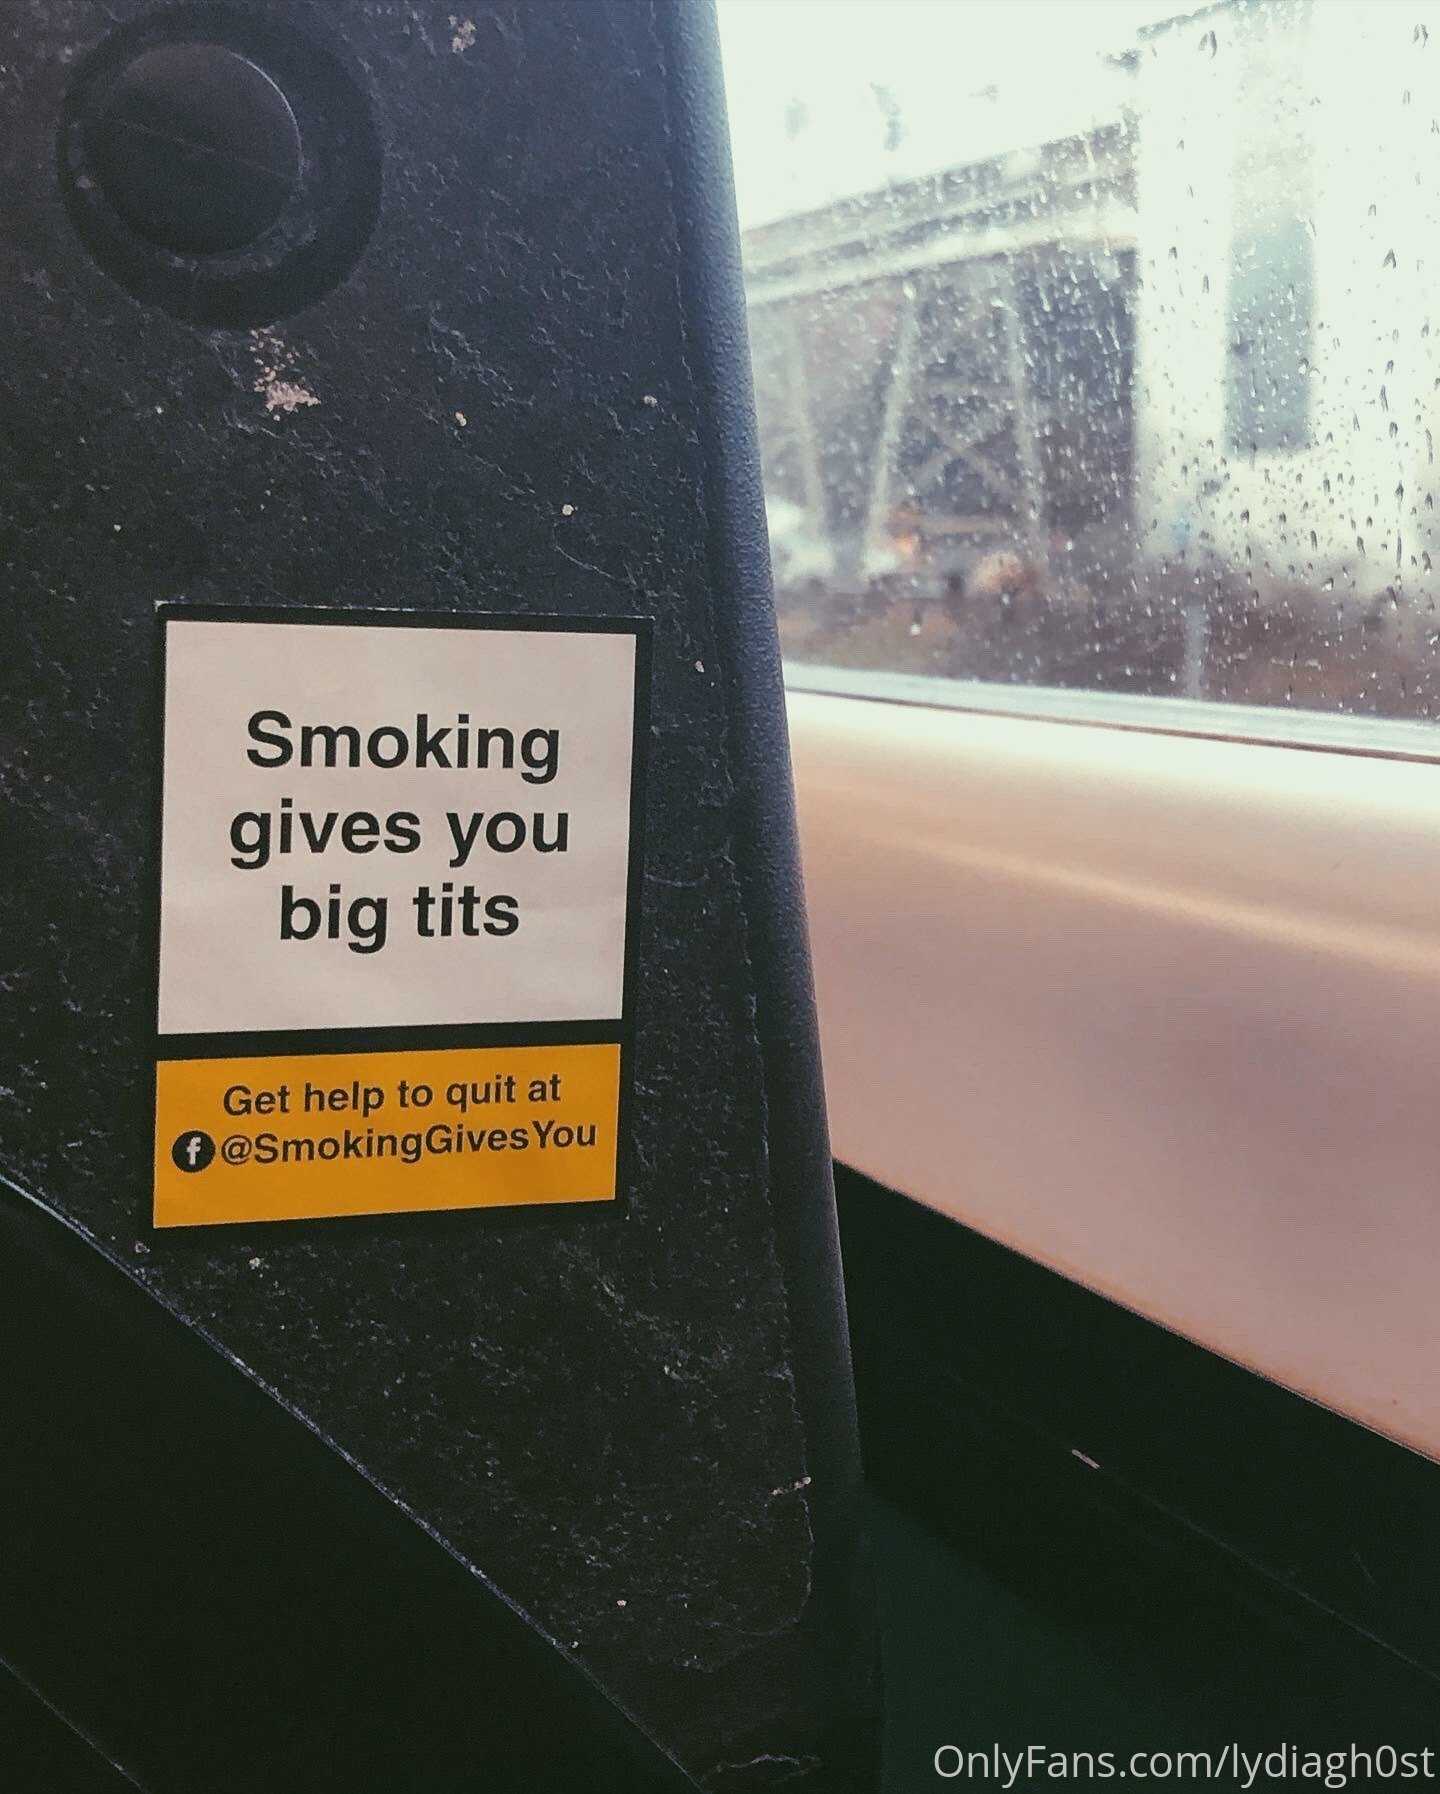 Smoking
gives you
big tits
Get help to quit at
@SmokingGivesYou
OnlyFans.com/lydiagh0st